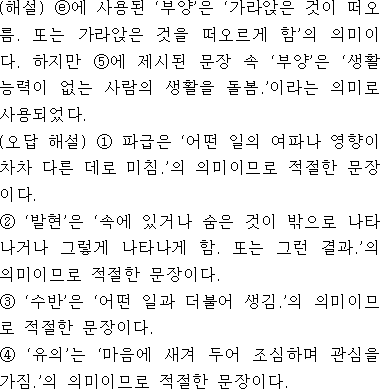 (해설) ⓔ에 사용된 ‘부양’은 ‘가라앉은 것이 떠오
름. 또는 가라앉은 것을 떠오르게 함’의 의미이
다. 하지만 ⑤에 제시된 문장 속 ‘부양’은 ‘생활
능력이 없는 사람의 생활을 돌봄.’이라는 의미로
사용되었다.
(오답 해설) ① 파급은 ‘어떤 일의 여파나 영향이
차차 다른 데로 미침.’의 의미이므로 적절한 문장
이다.
② ‘발현’은 ‘속에 있거나 숨은 것이 밖으로 나타
나거나 그렇게 나타나게 함. 또는 그런 결과.’의
의미이므로 적절한 문장이다.
③ ‘수반’은 ‘어떤 일과 더불어 생김.’의 의미이므
로 적절한 문장이다.
④ ‘유의’는 ‘마음에 새겨 두어 조심하며 관심을
가짐.’의 의미이므로 적절한 문장이다.